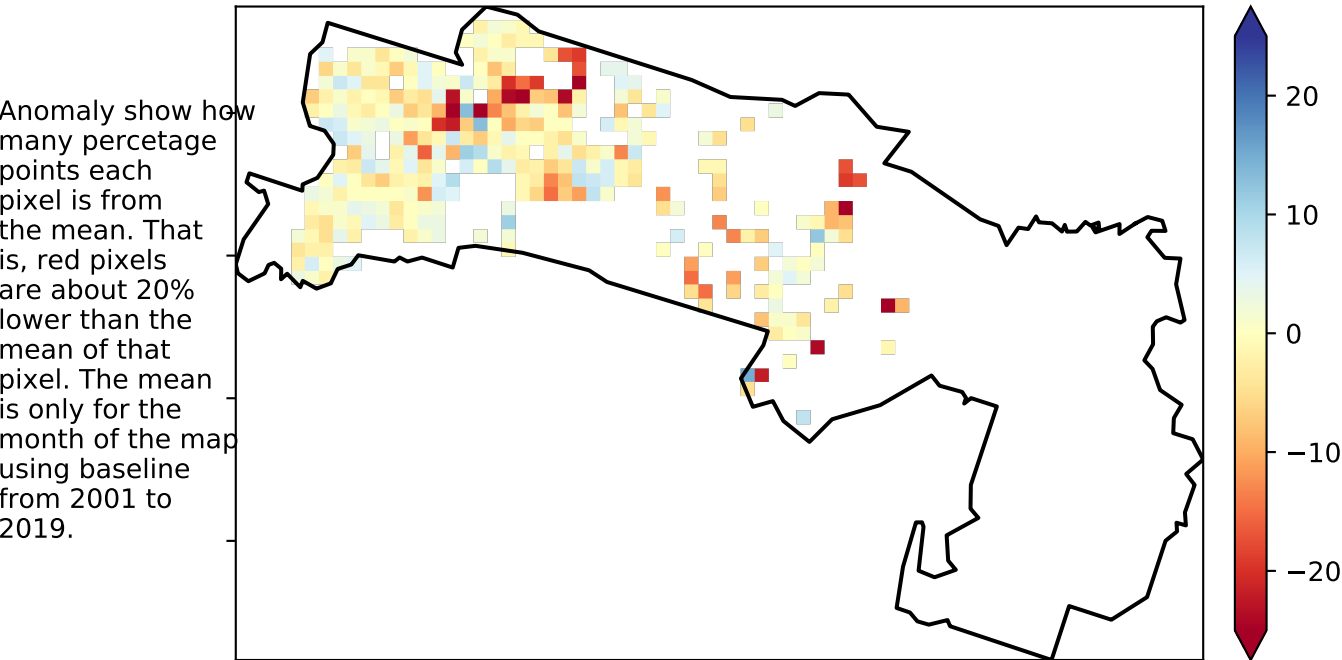 Anomaly show how
many percetage
points each
pixel is from
the mean. That
is, red pixels
are about 20%
lower than the
mean of that
pixel. The mean
is only for the
month of the map
using baseline
from 2001 to
2019.
20
10
0
−10
−20